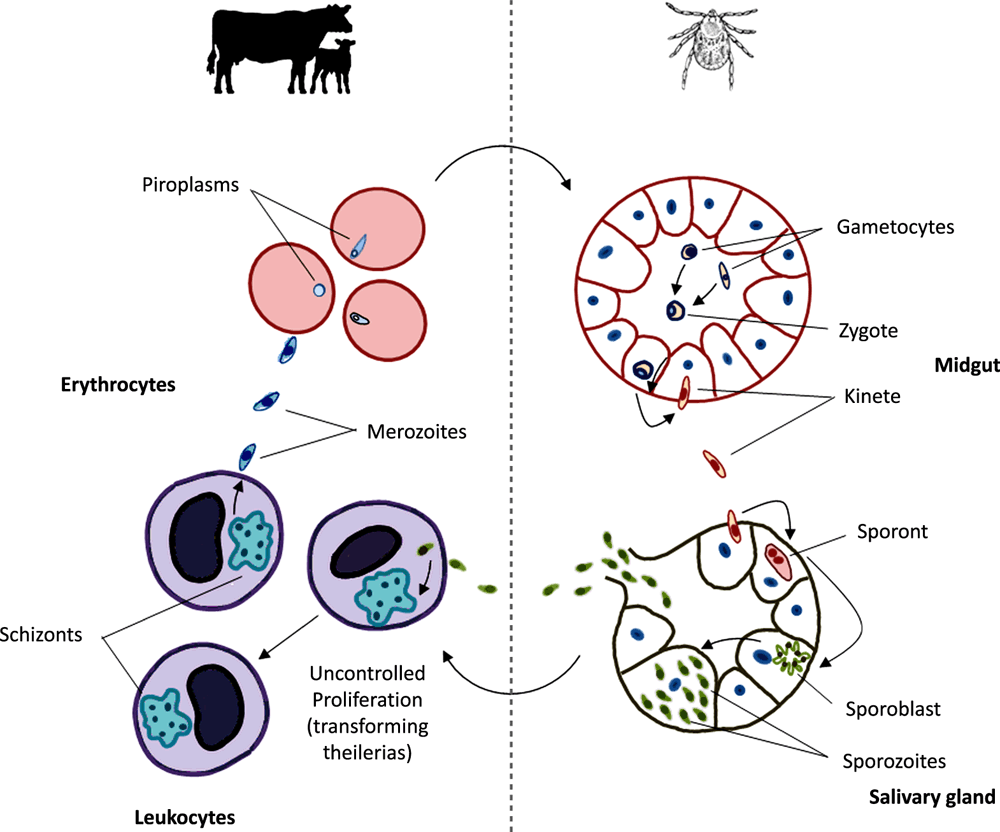 Piroplasms
Erythrocytes
Merozoites
Schizonts
Uncontrolled
Proliferation
(transforming
theilerias)
Leukocytes
Gametocytes
Zygote
Midgut
Kinete
Sporont
Sporoblast
Sporozoites
Salivary gland